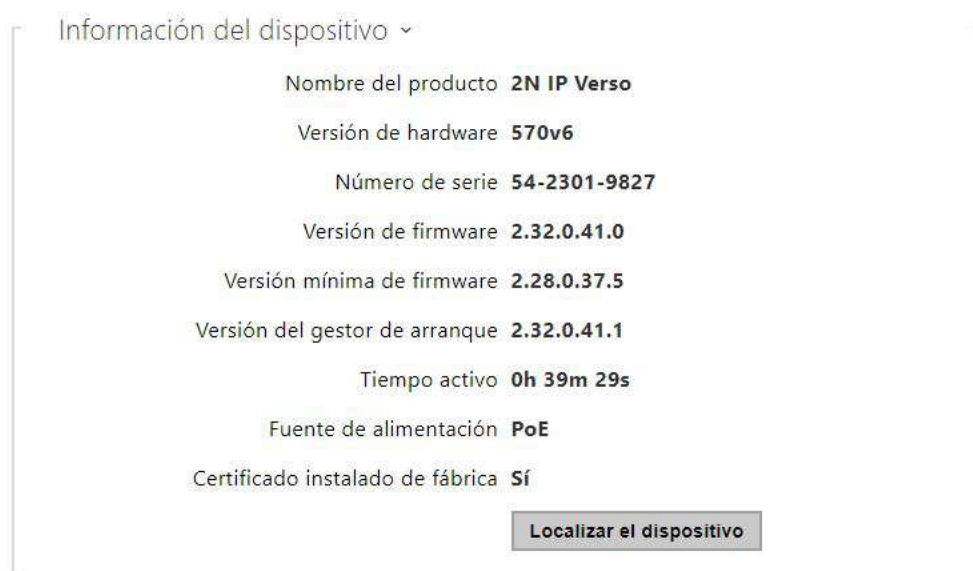 Información del dispositivo
Nombre del producto 2N IP Verso
Versión de hardware 570v6
Número de serie 54-2301-9827
Versión de firmware 2.32.0.41.0
Versión mínima de firmware 2.28.0.37.5
Versión del gestor de arranque 2.32.0.41.1
Tiempo activo 0h 39m 29s
Fuente de alimentación PoE
Certificado instalado de fábrica Sí
Localizar el dispositivo